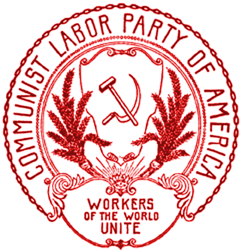 COMMUNIST LABOR PARTY OF AMERICA
WORKERS
OF THE WORLD
UNITE